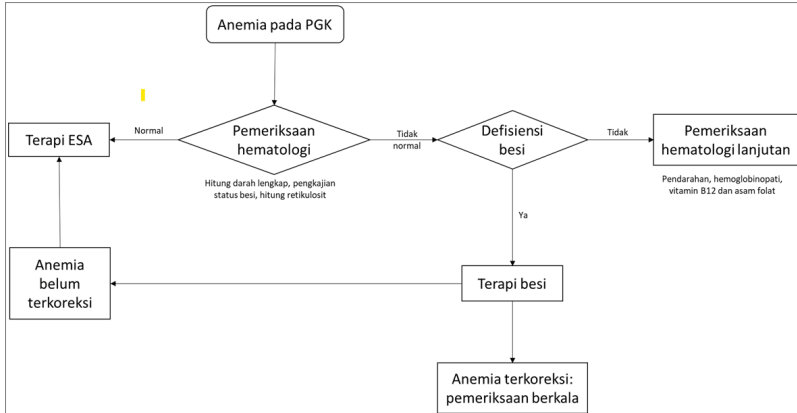 Anemia pada PGK
Terapi ESA
Normal
Pemeriksaan
hematologi
Hitung darah lengkap, pengkajian
status besi, hitung retikulosit
Tidak
normal
Defisiensi
besi
Tidak
Pemeriksaan
hematologi lanjutan
Pendarahan, hemoglobinopati,
vitamin B12 dan asam folat
Ya
Anemia
belum
terkoreksi
Terapi besi
Anemia terkoreksi:
pemeriksaan berkala